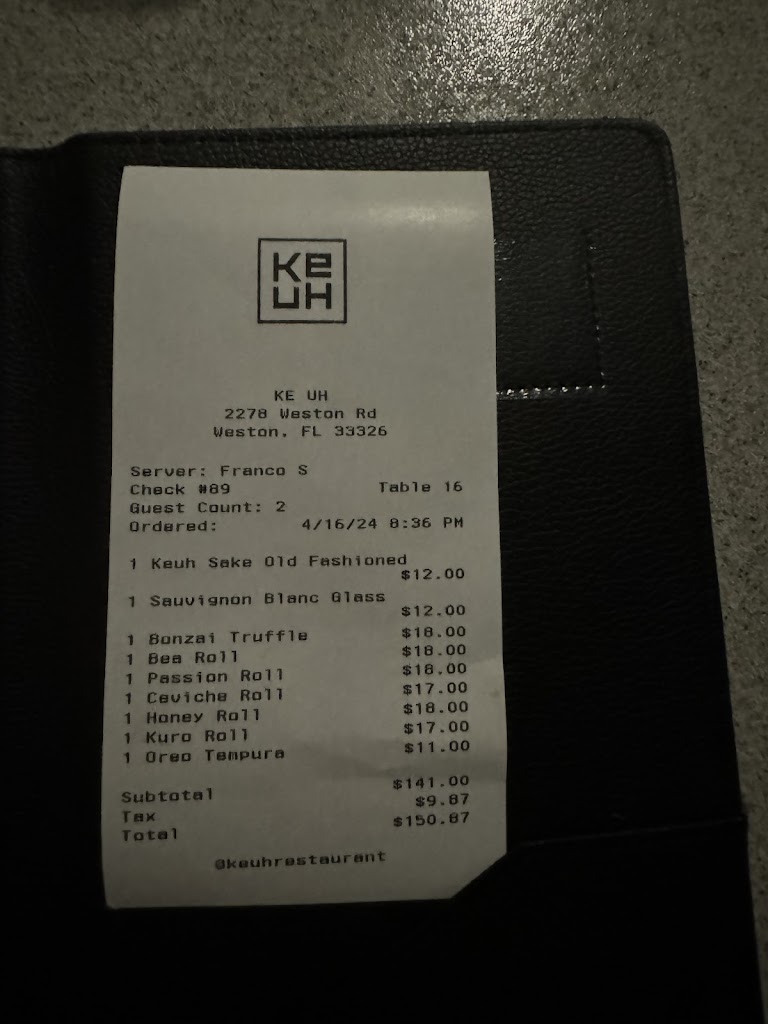 Ke
UH
KE UH
2278 Weston Rd
Weston, FL 33326
Server: Franco S
Check #89 Table 16
Guest Count: 2
Ordered: 4/16/24 8:36 PM
1 Keuh Sake Old Fashioned
$12.00
1 Sauvignon Blanc Glass
$12.00
1 Bonzai Truffle $18.00
1 Bea Roll $18.00
1 Passion Roll $18.00
1 Ceviche Roll $17.00
1 Honey Roll $18.00
1 Kuro Roll $17.00
1 Oreo Tempura $11.00
Subtotal $141.00
Tax $9.87
Total $150.87
@keuhrestaurant